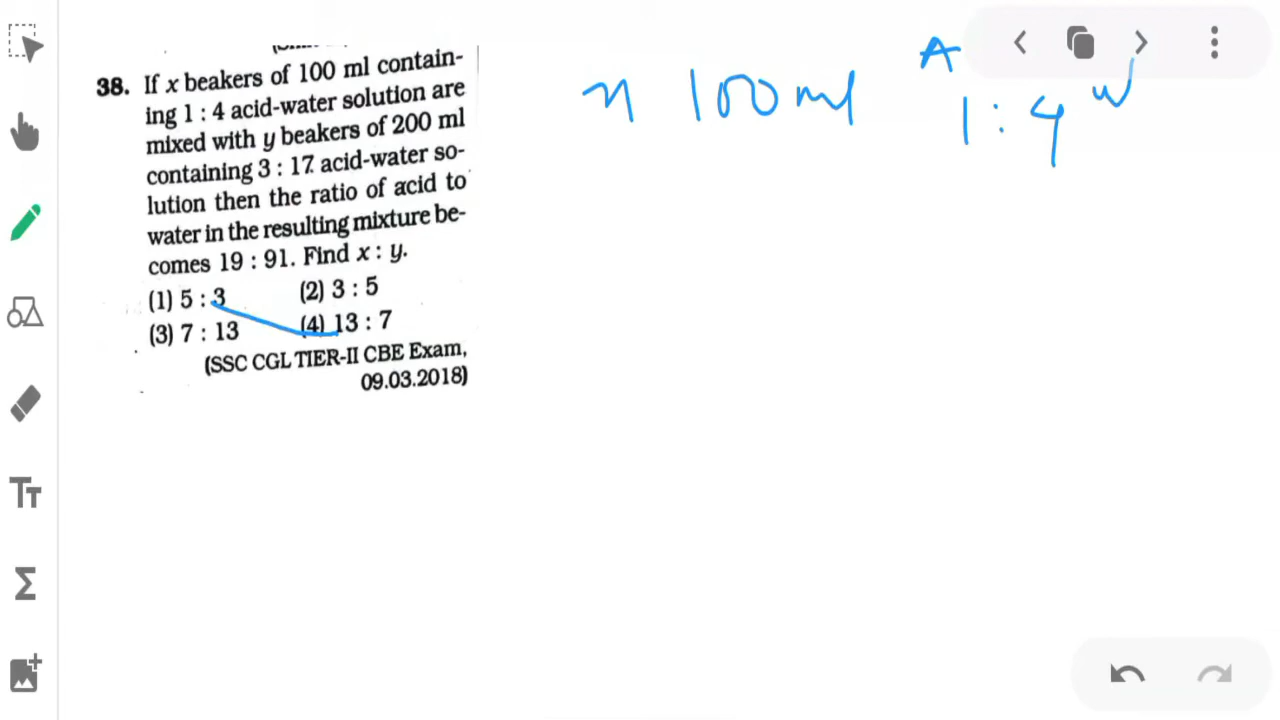 38. If x beakers of 100 ml contain-
ing 1 : 4 acid-water solution are
mixed with y beakers of 200 ml
containing 3 : 17 acid-water so-
lution then the ratio of acid to
water in the resulting mixture be-
comes 19 : 91. Find x : y.
(1) 5 : 3 (2) 3 : 5
(3) 7 : 13 (4) 13 : 7
(SSC CGL TIER-II CBE Exam,
09.03.2018)
A W
x 100 ml 1 : 4
TT
Σ